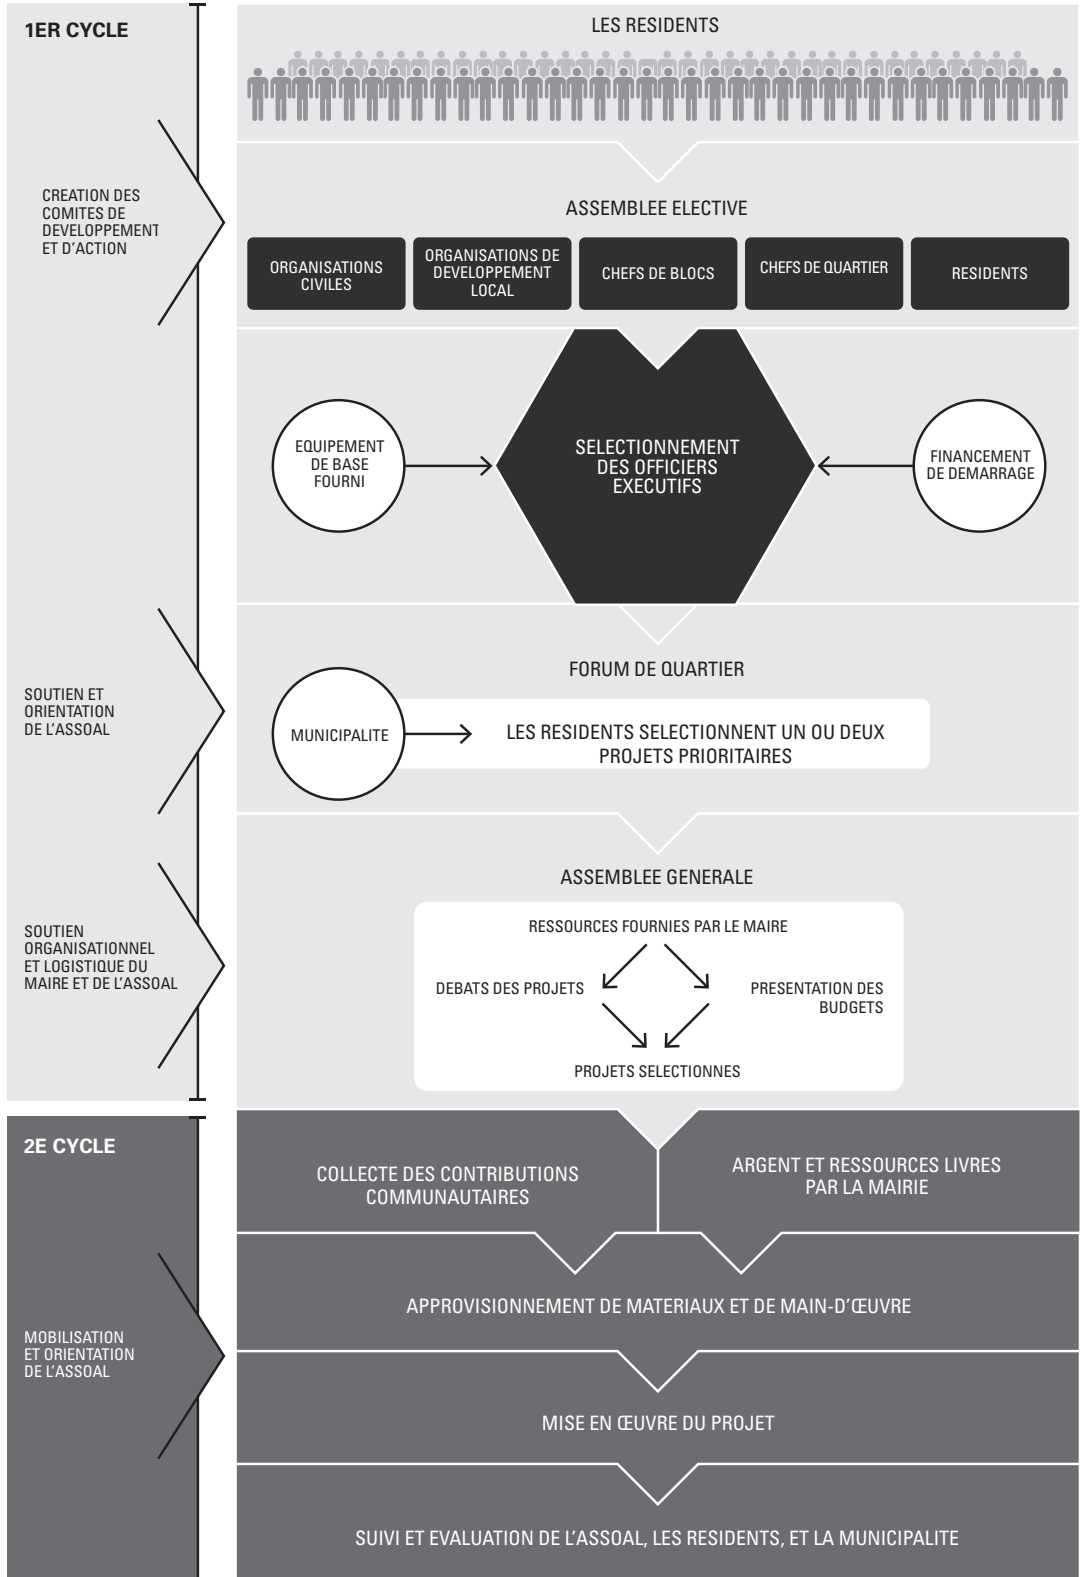 1ER CYCLE
LES RESIDENTS
CREATION DES
COMITES DE
DEVELOPPEMENT
ET D'ACTION
ASSEMBLEE ELECTIVE
ORGANISATIONS
CIVILES
ORGANISATIONS DE
DEVELOPPEMENT
LOCAL
CHEFS DE BLOCS
CHEFS DE QUARTIER
RESIDENTS
EQUIPEMENT
DE BASE
FOURNI
SELECTIONNEMENT
DES OFFICIERS
EXECUTIFS
FINANCEMENT
DE DEMARRAGE
SOUTIEN ET
ORIENTATION
DE L'ASSOAL
FORUM DE QUARTIER
MUNICIPALITE
LES RESIDENTS SELECTIONNENT UN OU DEUX
PROJETS PRIORITAIRES
SOUTIEN
ORGANISATIONNEL
ET LOGISTIQUE DU
MAIRE ET DE L'ASSOAL
ASSEMBLEE GENERALE
RESSOURCES FOURNIES PAR LE MAIRE
DEBATS DES PROJETS
PRESENTATION DES
BUDGETS
PROJETS SELECTIONNES
2E CYCLE
COLLECTE DES CONTRIBUTIONS
COMMUNAUTAIRES
ARGENT ET RESSOURCES LIVRES
PAR LA MAIRIE
APPROVISIONNEMENT DE MATERIAUX ET DE MAIN-D'ŒUVRE
MOBILISATION
ET ORIENTATION
DE L'ASSOAL
MISE EN ŒUVRE DU PROJET
SUIVI ET EVALUATION DE L'ASSOAL, LES RESIDENTS, ET LA MUNICIPALITE